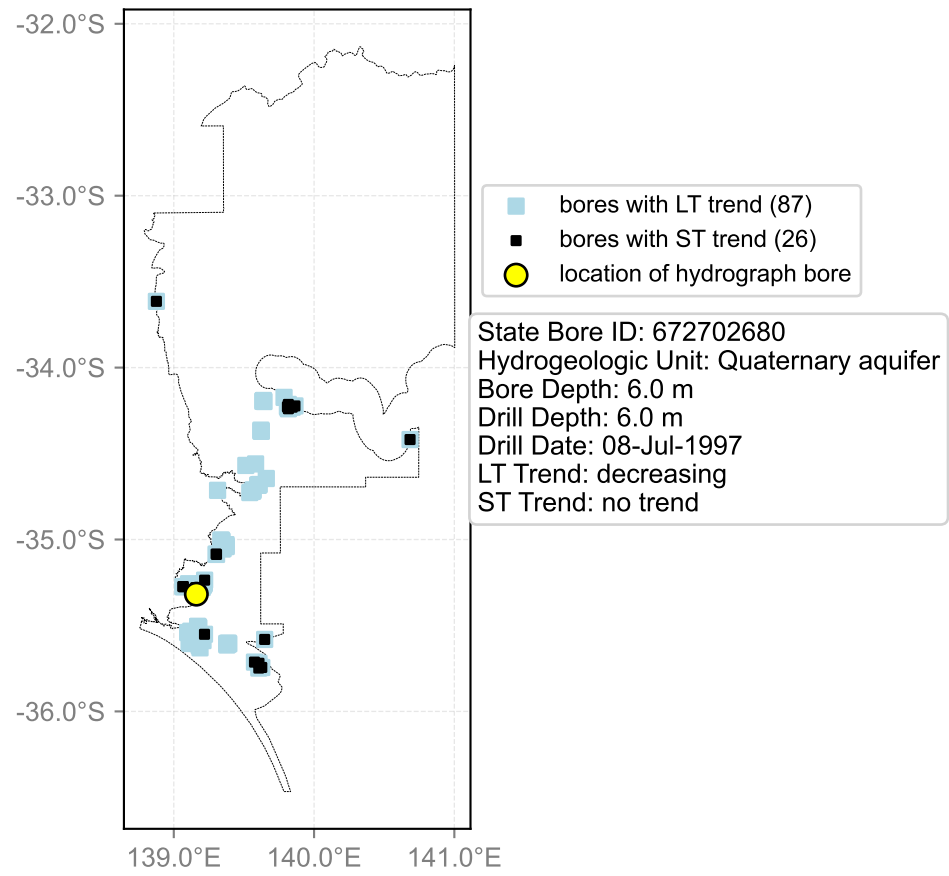 -32.0°S
-33.0°S
-34.0°S
-35.0°S
-36.0°S
139.0°E 140.0°E 141.0°E
bores with LT trend (87)
bores with ST trend (26)
location of hydrograph bore
State Bore ID: 672702680
Hydrogeologic Unit: Quaternary aquifer
Bore Depth: 6.0 m
Drill Depth: 6.0 m
Drill Date: 08-Jul-1997
LT Trend: decreasing
ST Trend: no trend